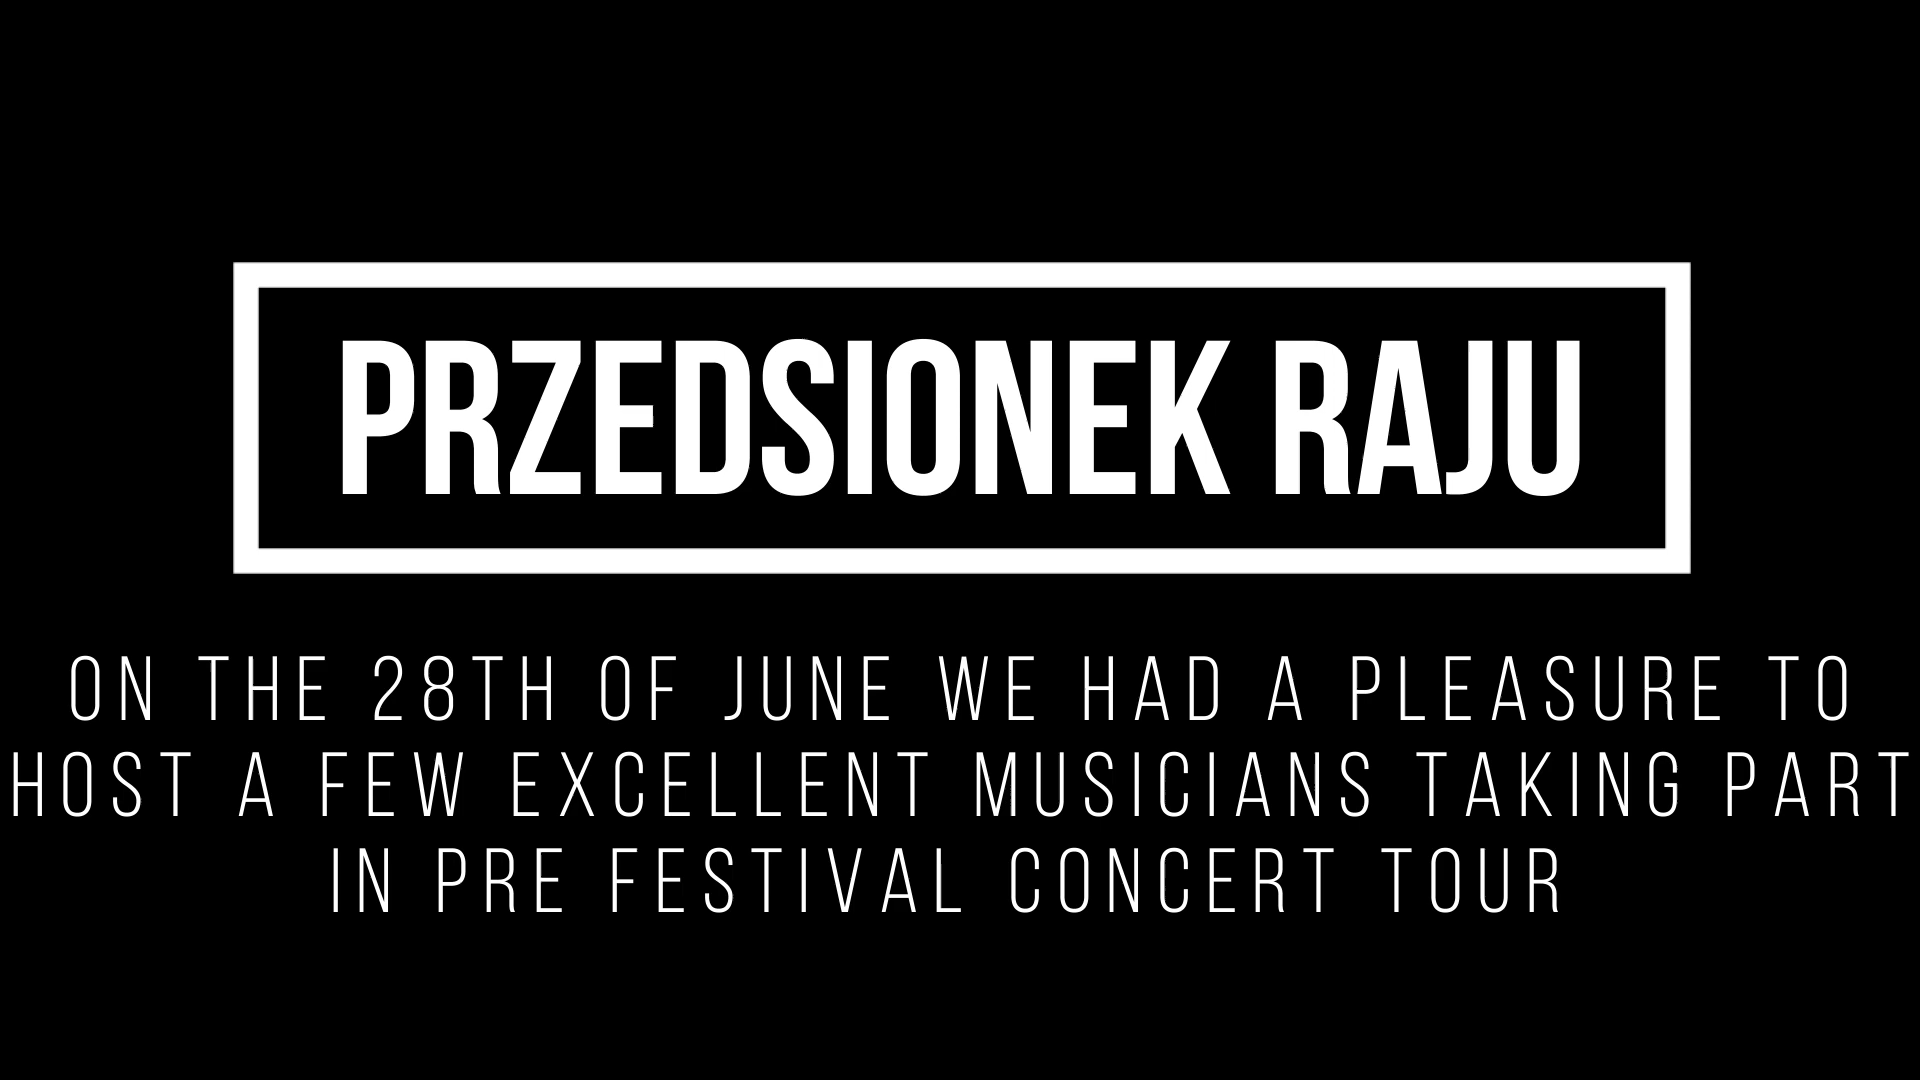 PRZEDSIONEK RAJU
ON THE 28TH OF JUNE WE HAD A PLEASURE TO
HOST A FEW EXCELLENT MUSICIANS TAKING PART
IN PRE FESTIVAL CONCERT TOUR